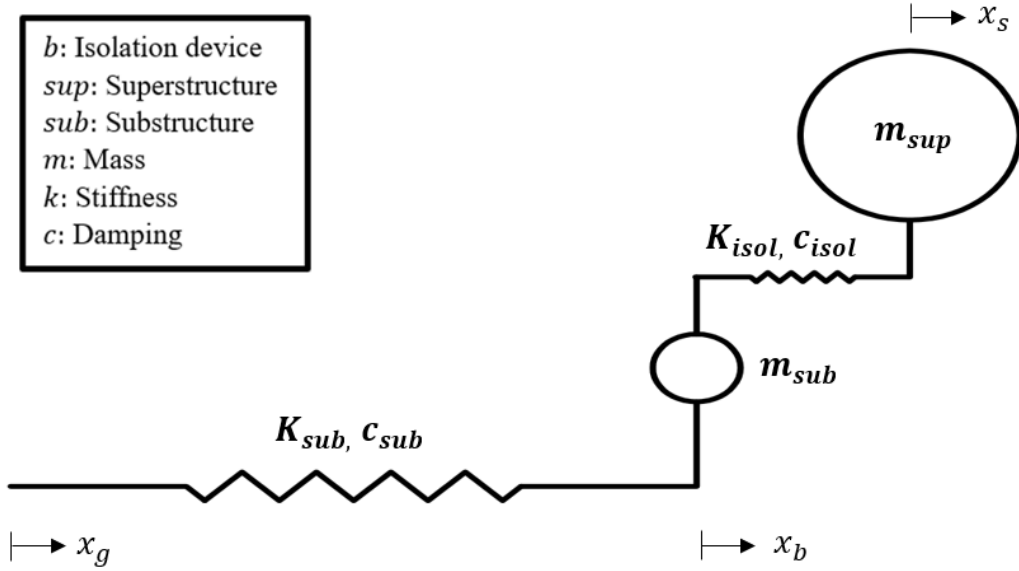 b: Isolation device
sup: Superstructure
sub: Substructure
m: Mass
k: Stiffness
c: Damping
x_s
m_sup
K_isol, c_isol
m_sub
K_sub, c_sub
x_g
x_b